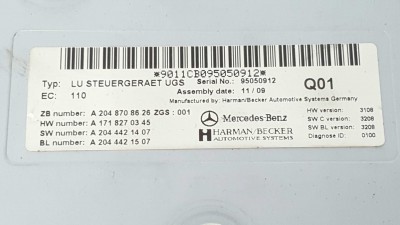 *9011CB095050912*
Typ: LU STEUERGERAET UGS Serial No.: 95050912
EC: 110 Assembly date: 11 / 09 Q01
Manufactured by: Harman/Becker Automotive Systems Germany
ZB number: A 204 870 86 26 ZGS : 001 HW version: 3108
HW number: A 171 827 03 45 Mercedes-Benz SW C version: 3208
SW number: A 204 442 14 07 HARMAN/BECKER SW B version: 3208
BL number: A 204 442 15 07 AUTOMOTIVE SYSTEMS Diagnose ID: 0100